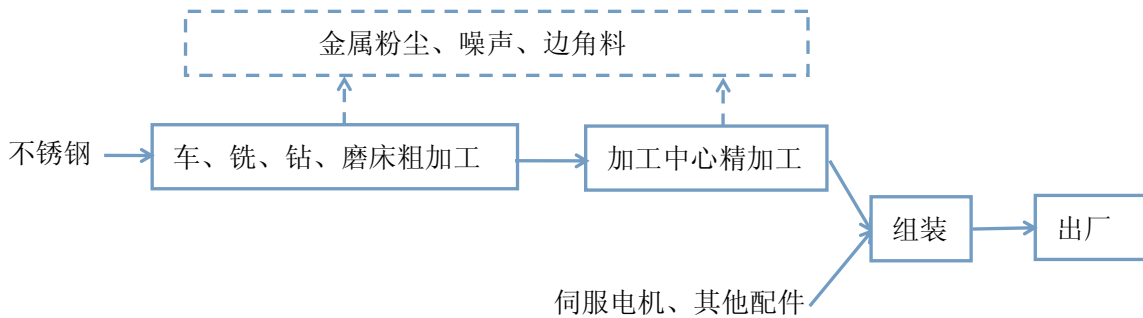 金属粉尘、噪声、边角料
不锈钢
车、铣、钻、磨床粗加工
加工中心精加工
组装
出厂
伺服电机、其他配件